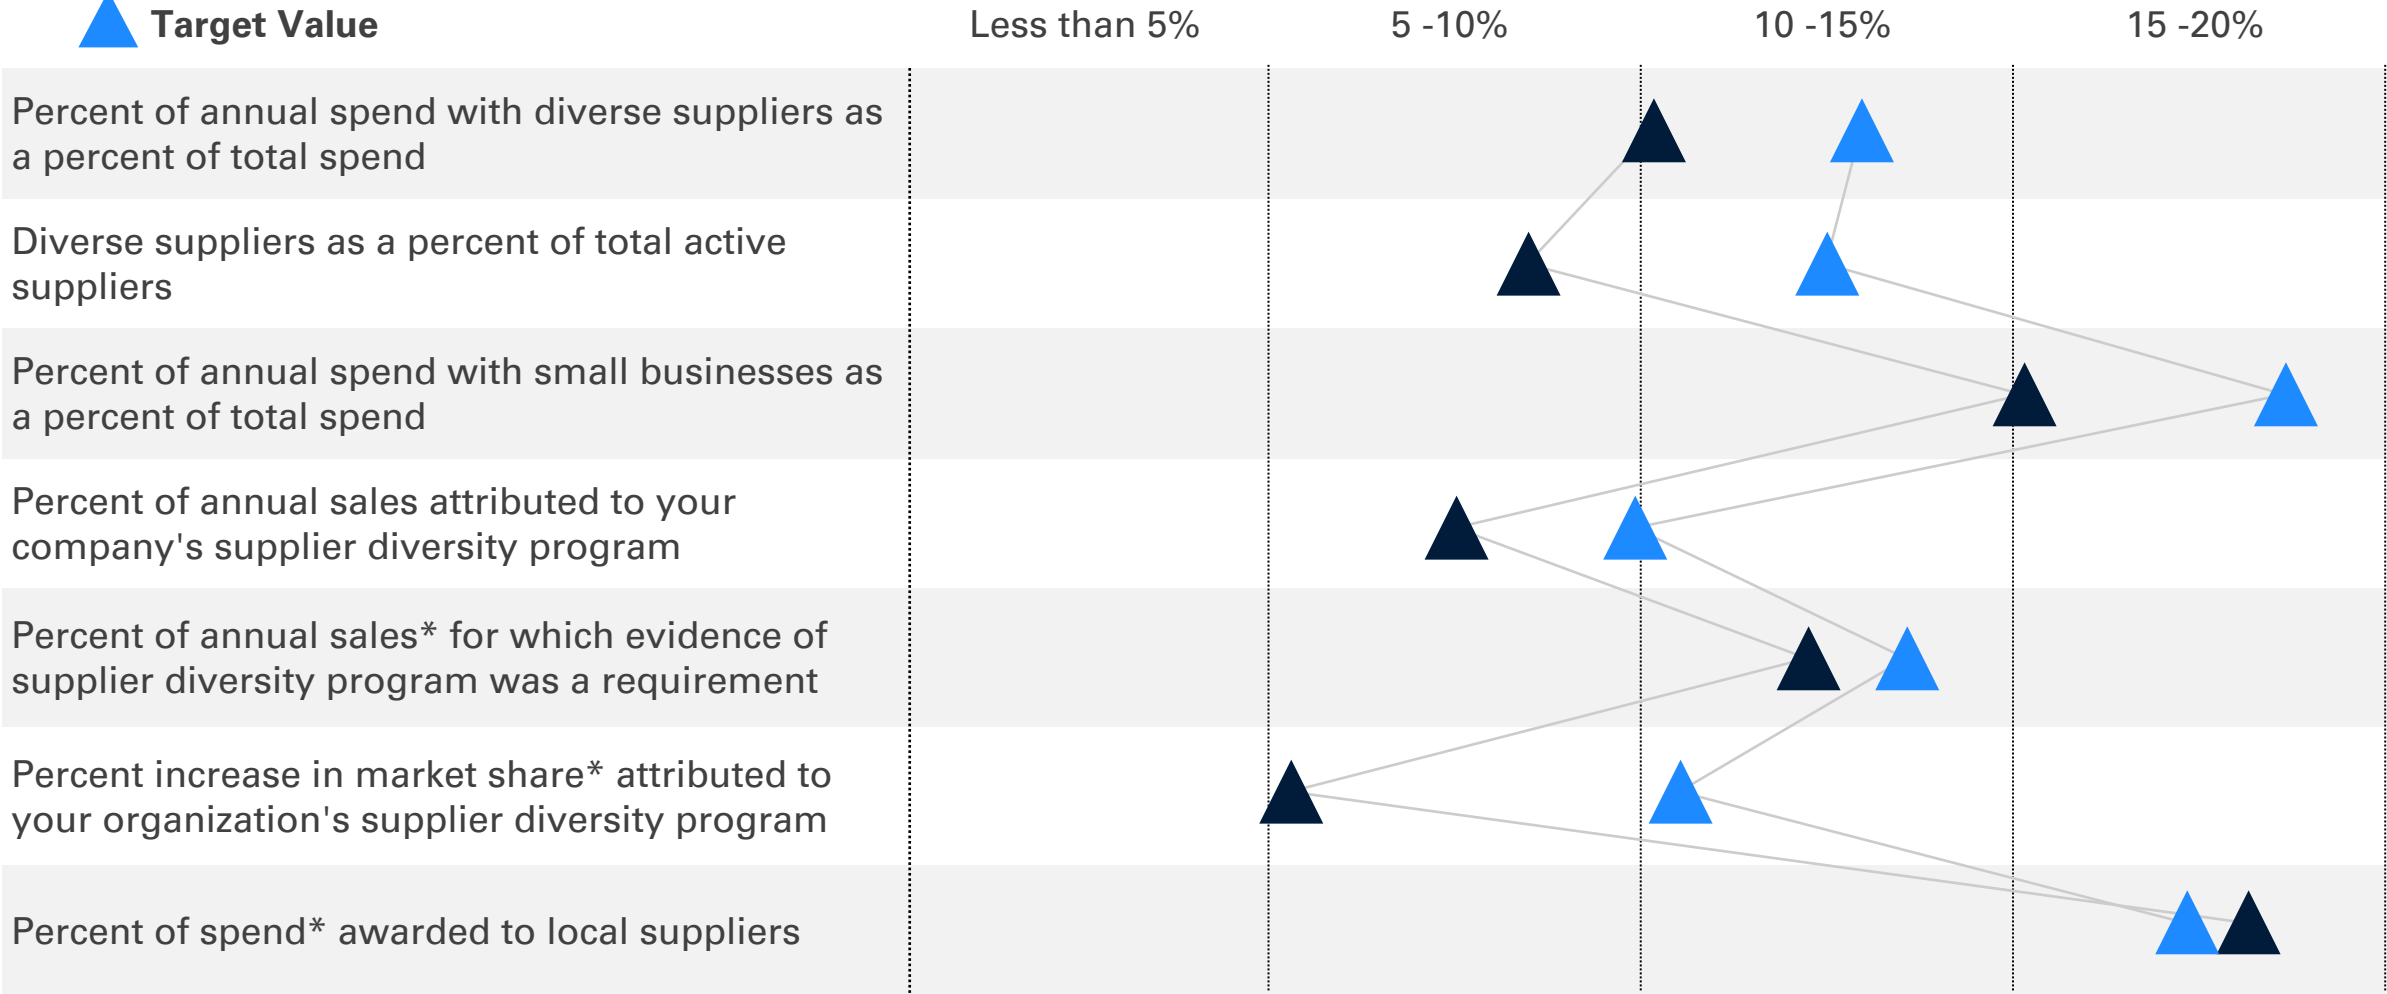 Target Value
Less than 5%
5 -10%
10 -15%
15 -20%
Percent of annual spend with diverse suppliers as
a percent of total spend
Diverse suppliers as a percent of total active
suppliers
Percent of annual spend with small businesses as
a percent of total spend
Percent of annual sales attributed to your
company's supplier diversity program
Percent of annual sales* for which evidence of
supplier diversity program was a requirement
Percent increase in market share* attributed to
your organization's supplier diversity program
Percent of spend* awarded to local suppliers